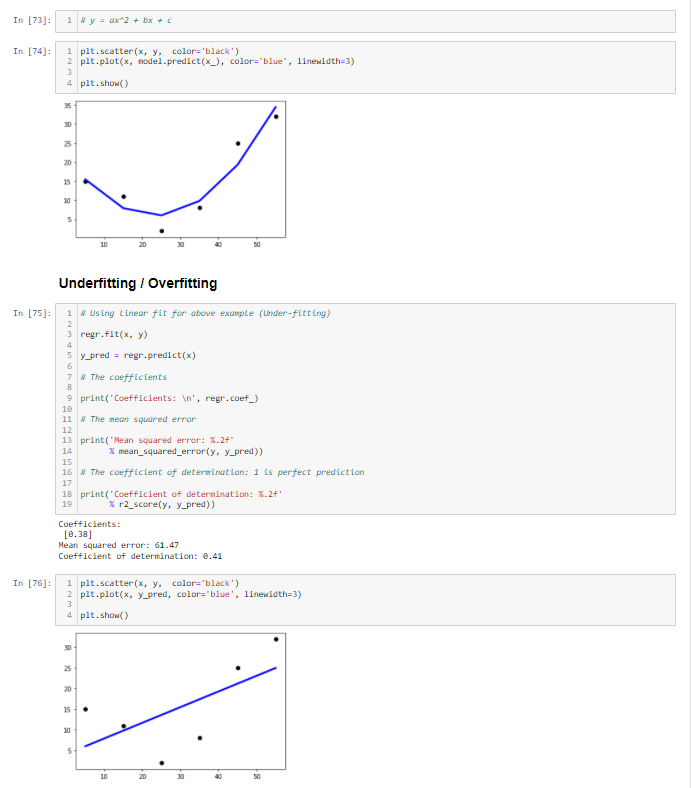 In [73]: 1 # y = ax^2 + bx + c
In [74]: 1 plt.scatter(x, y,  color='black')
2 plt.plot(x, model.predict(x_), color='blue', linewidth=3)
3
4 plt.show()
35
30
25
20
15
10
5
10 20 30 40 50
Underfitting / Overfitting
In [75]: 1 # Using Linear fit for above example (Under-fitting)
2
3 regr.fit(x, y)
4
5 y_pred = regr.predict(x)
6
7 # The coefficients
8
9 print('Coefficients: \n', regr.coef_)
10
11 # The mean squared error
12
13 print('Mean squared error: %.2f'
14 % mean_squared_error(y, y_pred))
15
16 # The coefficient of determination: 1 is perfect prediction
17
18 print('Coefficient of determination: %.2f'
19 % r2_score(y, y_pred))
Coefficients:
[0.38]
Mean squared error: 61.47
Coefficient of determination: 0.41
In [76]: 1 plt.scatter(x, y,  color='black')
2 plt.plot(x, y_pred, color='blue', linewidth=3)
3
4 plt.show()
30
25
20
15
10
5
10 20 30 40 50